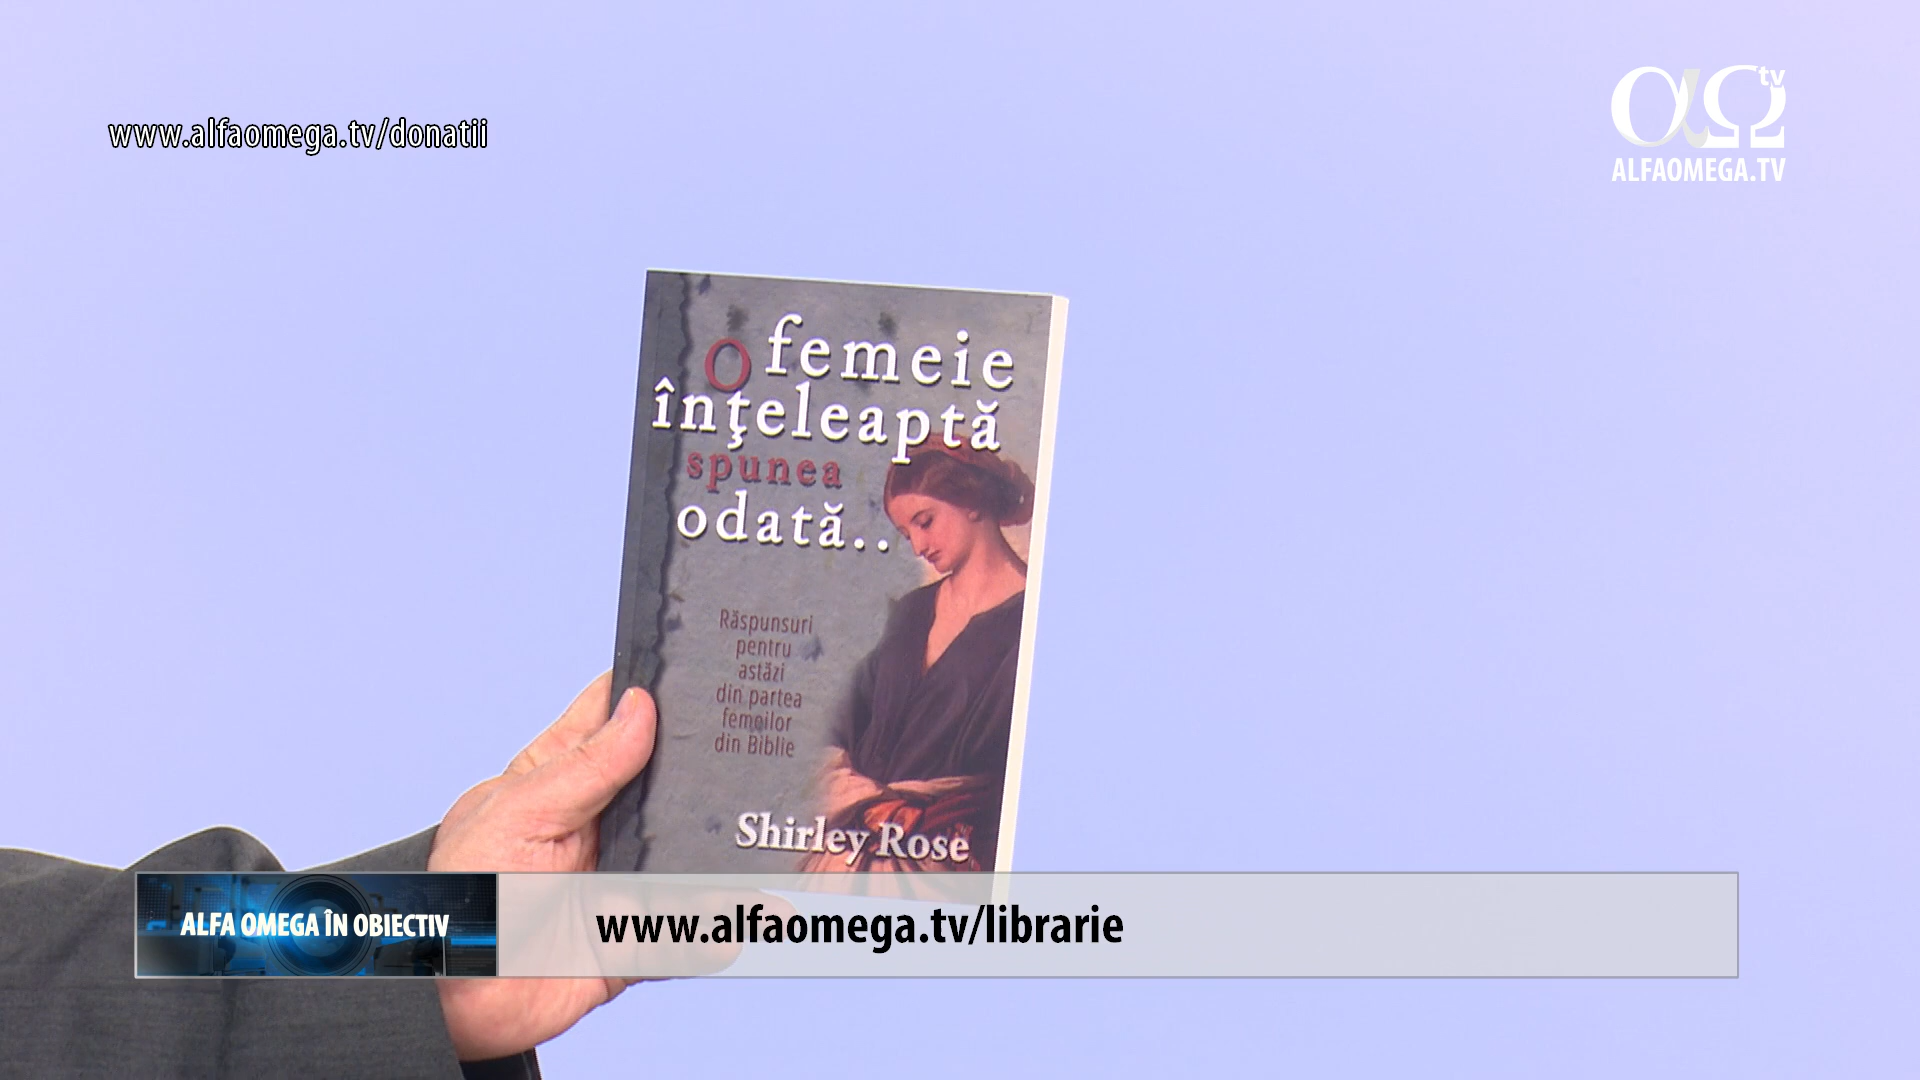 www.alfaomega.tv/donatii
αΩ tv
ALFAOMEGA.TV
O femeie
înţeleaptă
spunea
odată..
Răspunsuri
pentru
astăzi
din partea
femeilor
din Biblie
Shirley Rose
ALFA OMEGA ÎN OBIECTIV
www.alfaomega.tv/librarie